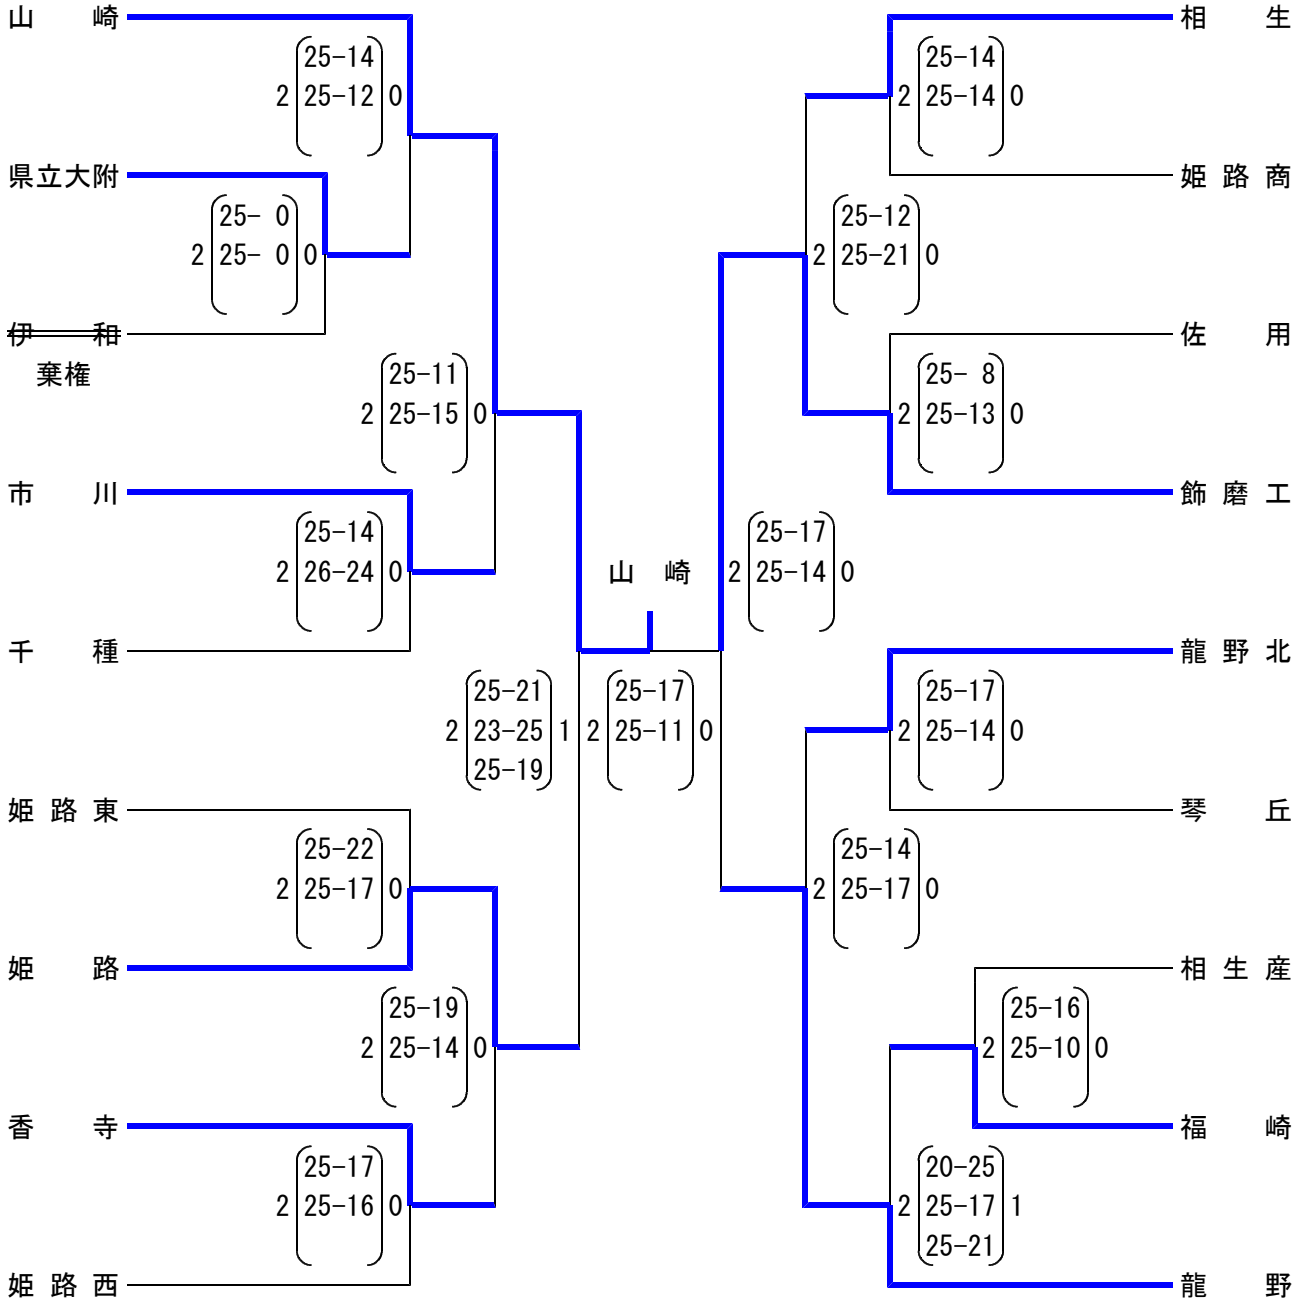 山 崎
25-14
2 25-12 0
県立大附
25- 0
2 25- 0 0
伊 和
棄権
25-11
2 25-15 0
市 川
25-14
2 26-24 0
千 種
25-21
2 23-25 1
25-19
姫路東
25-22
2 25-17 0
姫 路
25-19
2 25-14 0
香 寺
25-17
2 25-16 0
姫路西
山 崎
25-17
2 25-11 0
相 生
25-14
2 25-14 0
姫路商
25-12
2 25-21 0
佐 用
25- 8
2 25-13 0
飾磨工
25-17
2 25-14 0
龍野北
25-17
2 25-14 0
琴 丘
25-14
2 25-17 0
相生産
25-16
2 25-10 0
福 崎
20-25
2 25-17 1
25-21
龍 野